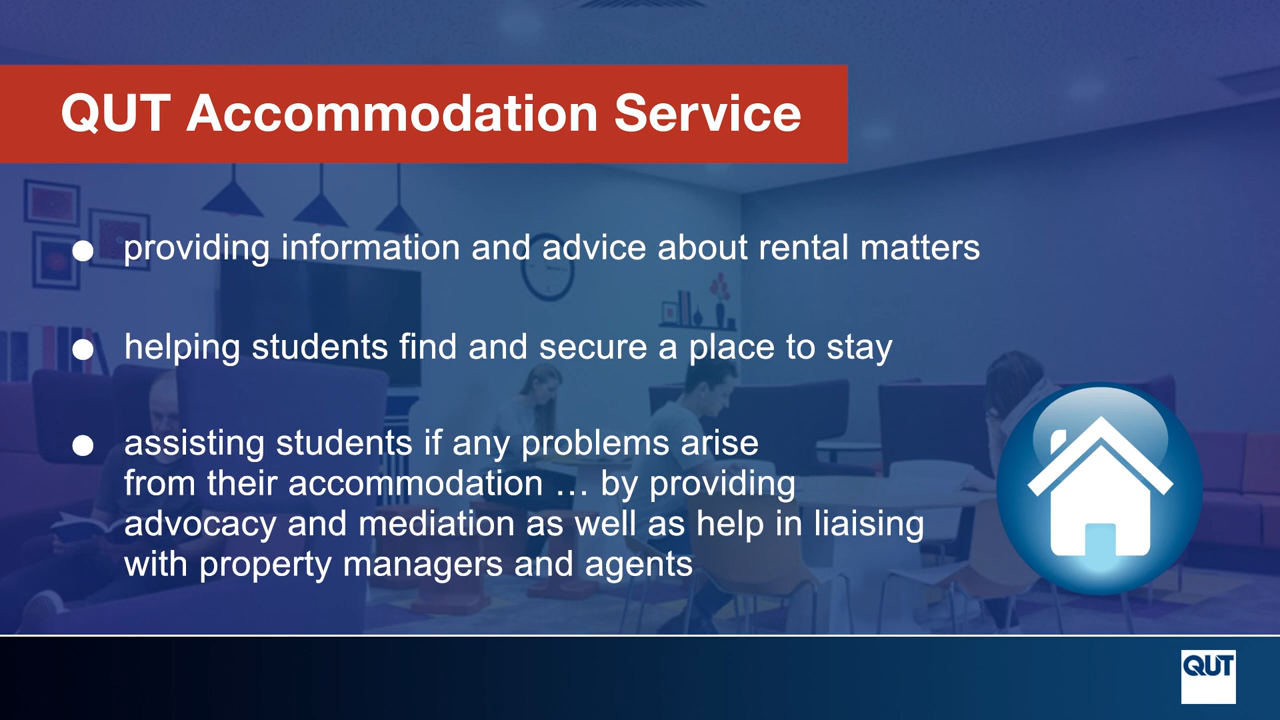 QUT Accommodation Service
● providing information and advice about rental matters
● helping students find and secure a place to stay
● assisting students if any problems arise
from their accommodation … by providing
advocacy and mediation as well as help in liaising
with property managers and agents
QUT